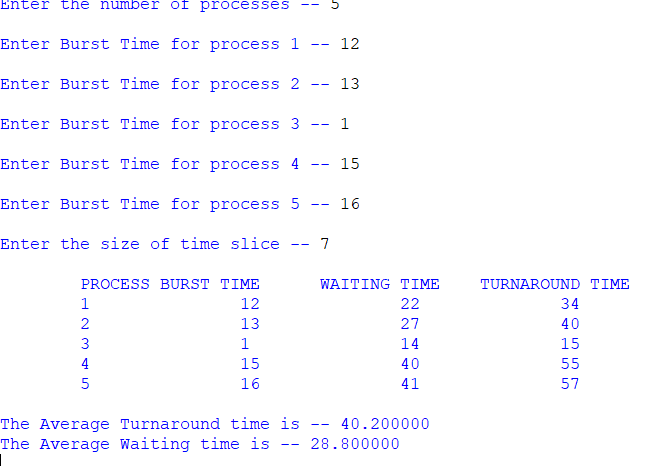 Enter the number of processes -- 5
Enter Burst Time for process 1 -- 12
Enter Burst Time for process 2 -- 13
Enter Burst Time for process 3 -- 1
Enter Burst Time for process 4 -- 15
Enter Burst Time for process 5 -- 16
Enter the size of time slice -- 7
PROCESS BURST TIME WAITING TIME TURNAROUND TIME
1 12 22 34
2 13 27 40
3 1 14 15
4 15 40 55
5 16 41 57
The Average Turnaround time is -- 40.200000
The Average Waiting time is -- 28.800000